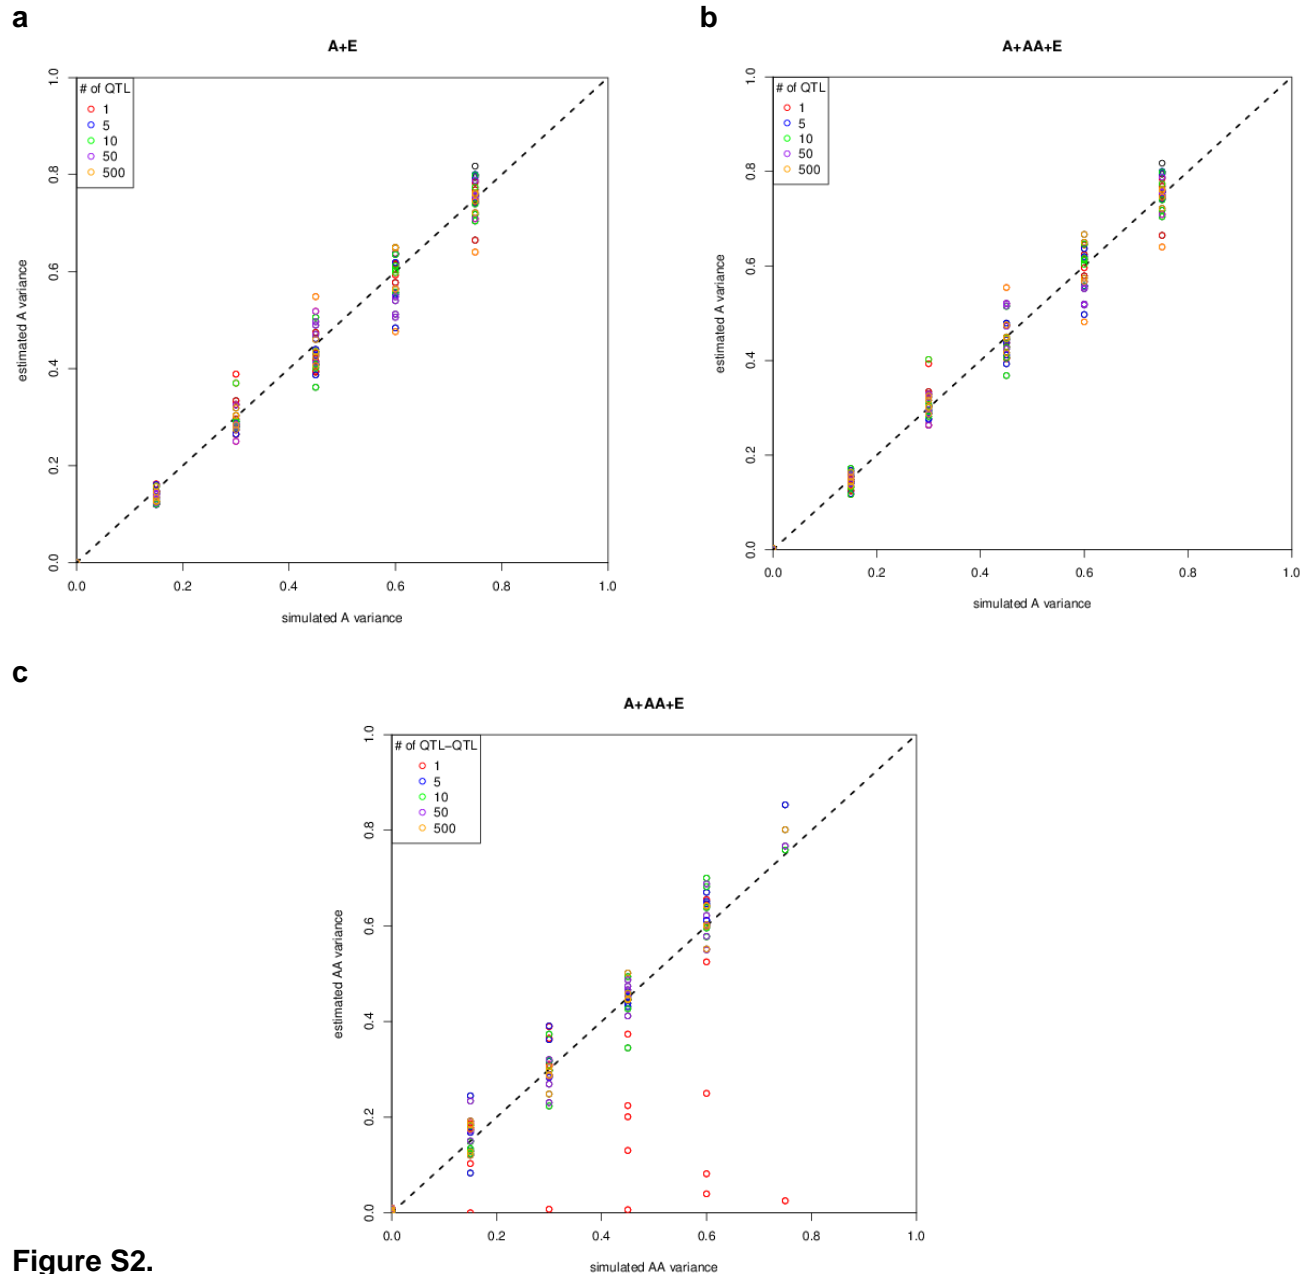 a
A+E
# of QTL
1
5
10
50
500
estimated A variance
0.0
0.2
0.4
0.6
0.8
1.0
0.0 0.2 0.4 0.6 0.8 1.0
simulated A variance
b
A+AA+E
# of QTL
1
5
10
50
500
estimated A variance
0.0
0.2
0.4
0.6
0.8
1.0
0.0 0.2 0.4 0.6 0.8 1.0
simulated A variance
c
A+AA+E
# of QTL–QTL
1
5
10
50
500
estimated AA variance
0.0
0.2
0.4
0.6
0.8
1.0
0.0 0.2 0.4 0.6 0.8 1.0
simulated AA variance
Figure S2.